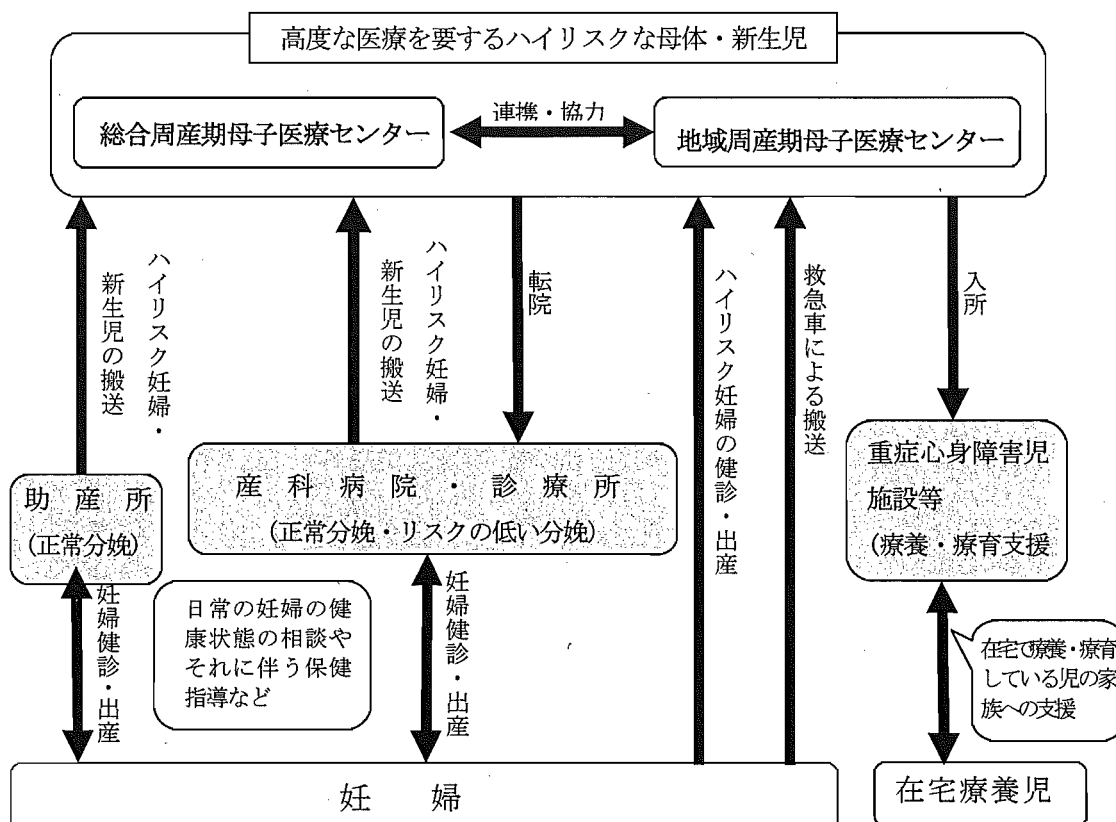 高度な医療を要するハイリスクな母体・新生児
総合周産期母子医療センター
連携・協力
地域周産期母子医療センター
ハイリスク妊婦・
新生児の搬送
ハイリスク妊婦・
新生児の搬送
転院
ハイリスク妊婦の健診・出産
救急車による搬送
入所
助産所
(正常分娩)
産科病院・診療所
(正常分娩・リスクの低い分娩)
重症心身障害児
施設等
(療養・療育支援
妊婦健診・出産
日常の妊婦の健
康状態の相談や
それに伴う保健
指導など
妊婦健診・出産
在宅で療養・療育
している児の家
族への支援
妊婦
在宅療養児